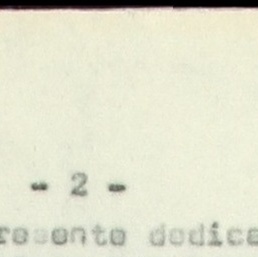 - 2 -
resente dedica